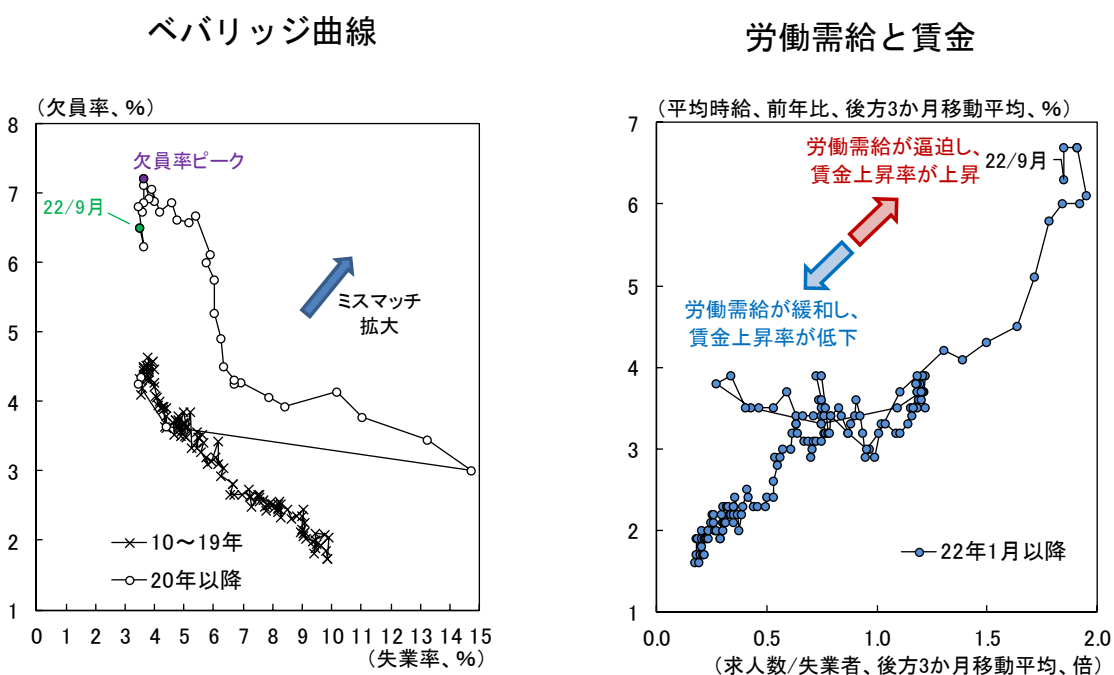 ベバリッジ曲線
（欠員率、%）
8
7
6
5
4
3
2
1
欠員率ピーク
22/9月
ミスマッチ
拡大
10～19年
20年以降
0 1 2 3 4 5 6 7 8 9 10 11 12 13 14 15
（失業率、%）
労働需給と賃金
（平均時給、前年比、後方3か月移動平均、%）
7
6
5
4
3
2
1
労働需給が逼迫し、
賃金上昇率が上昇
22/9月
労働需給が緩和し、
賃金上昇率が低下
22年1月以降
0.0 0.5 1.0 1.5 2.0
（求人数/失業者、後方3か月移動平均、倍）